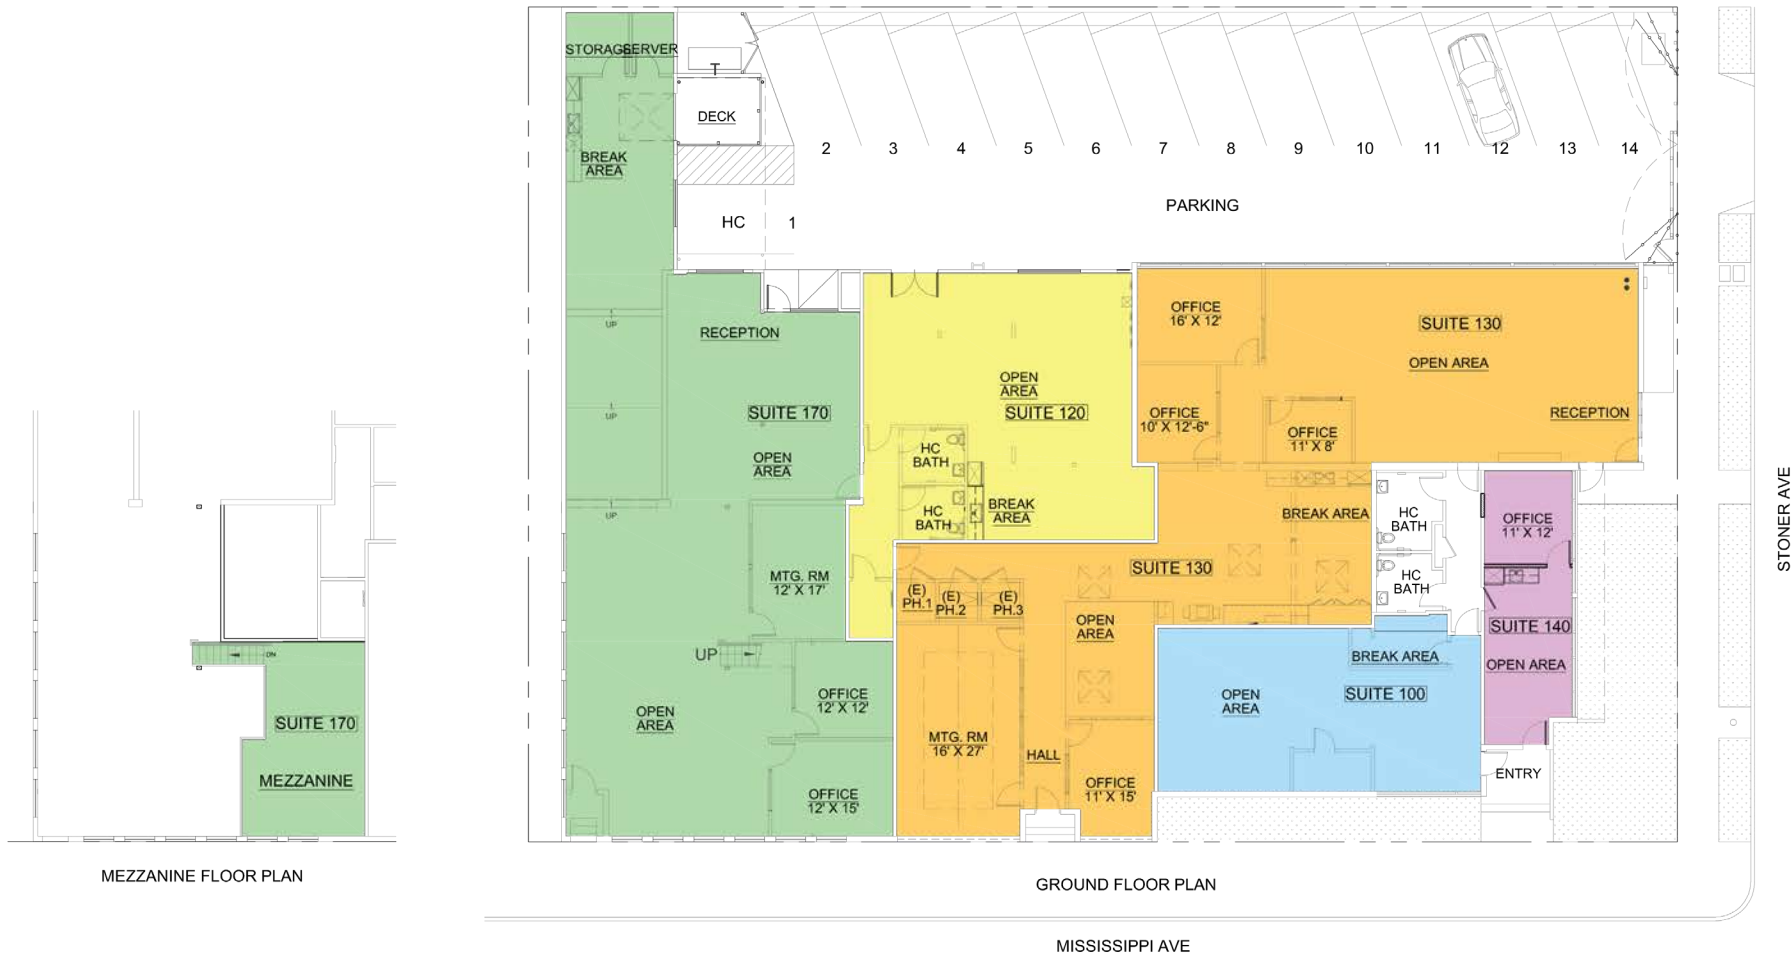 STORAGE
SERVER
T
DECK
BREAK
AREA
2
3
4
5
6
7
8
9
10
11
12
13
14
PARKING
HC
1
UP
RECEPTION
UP
SUITE 170
OPEN
AREA
UP
MTG. RM
12' X 17'
UP
OFFICE
12' X 12'
OPEN
AREA
OFFICE
12' X 15'
OPEN
AREA
SUITE 120
HC
BATH
HC
BATH
BREAK
AREA
OFFICE
16' X 12'
SUITE 130
OPEN AREA
OFFICE
10' X 12'-6"
OFFICE
11' X 8'
RECEPTION
BREAK AREA
SUITE 130
(E)
PH.1
(E)
PH.2
(E)
PH.3
OPEN
AREA
MTG. RM
16' X 27'
HALL
OFFICE
11' X 15'
HC
BATH
HC
BATH
OFFICE
11' X 12'
SUITE 140
OPEN AREA
BREAK AREA
SUITE 100
OPEN
AREA
ENTRY
STONER AVE
DN
SUITE 170
MEZZANINE
MEZZANINE FLOOR PLAN
GROUND FLOOR PLAN
MISSISSIPPI AVE